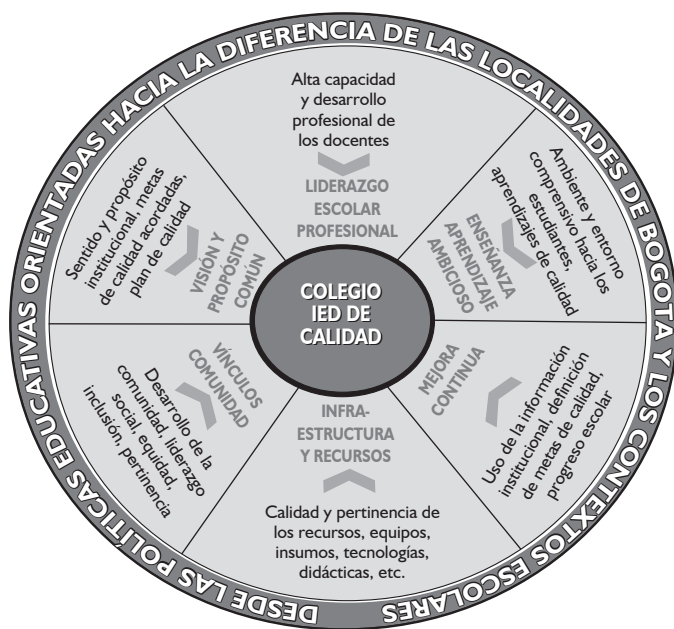 DESDE LAS POLÍTICAS EDUCATIVAS ORIENTADAS HACIA LA DIFERENCIA DE LAS LOCALIDADES DE BOGOTA Y LOS CONTEXTOS ESCOLARES
Alta capacidad
y desarrollo
profesional de
los docentes
LIDERAZGO
ESCOLAR
PROFESIONAL
Ambiente y entorno
comprensivo hacia los
estudiantes,
aprendizajes de calidad
ENSEÑANZA
APRENDIZAJE
AMBICIOSO
Uso de la información
institucional, definición
de metas de calidad,
progreso escolar
MEJORA
CONTINUA
INFRA-
ESTRUCTURA
Y RECURSOS
Calidad y pertinencia de
los recursos, equipos,
insumos, tecnologías,
didácticas, etc.
VÍNCULOS
COMUNIDAD
Desarrollo de la
comunidad, liderazgo
social, equidad,
inclusión, pertinencia
Sentido y propósito
institucional, metas
de calidad acordadas,
plan de calidad
VISIÓN Y
PROPÓSITO
COMÚN
COLEGIO
IED DE
CALIDAD